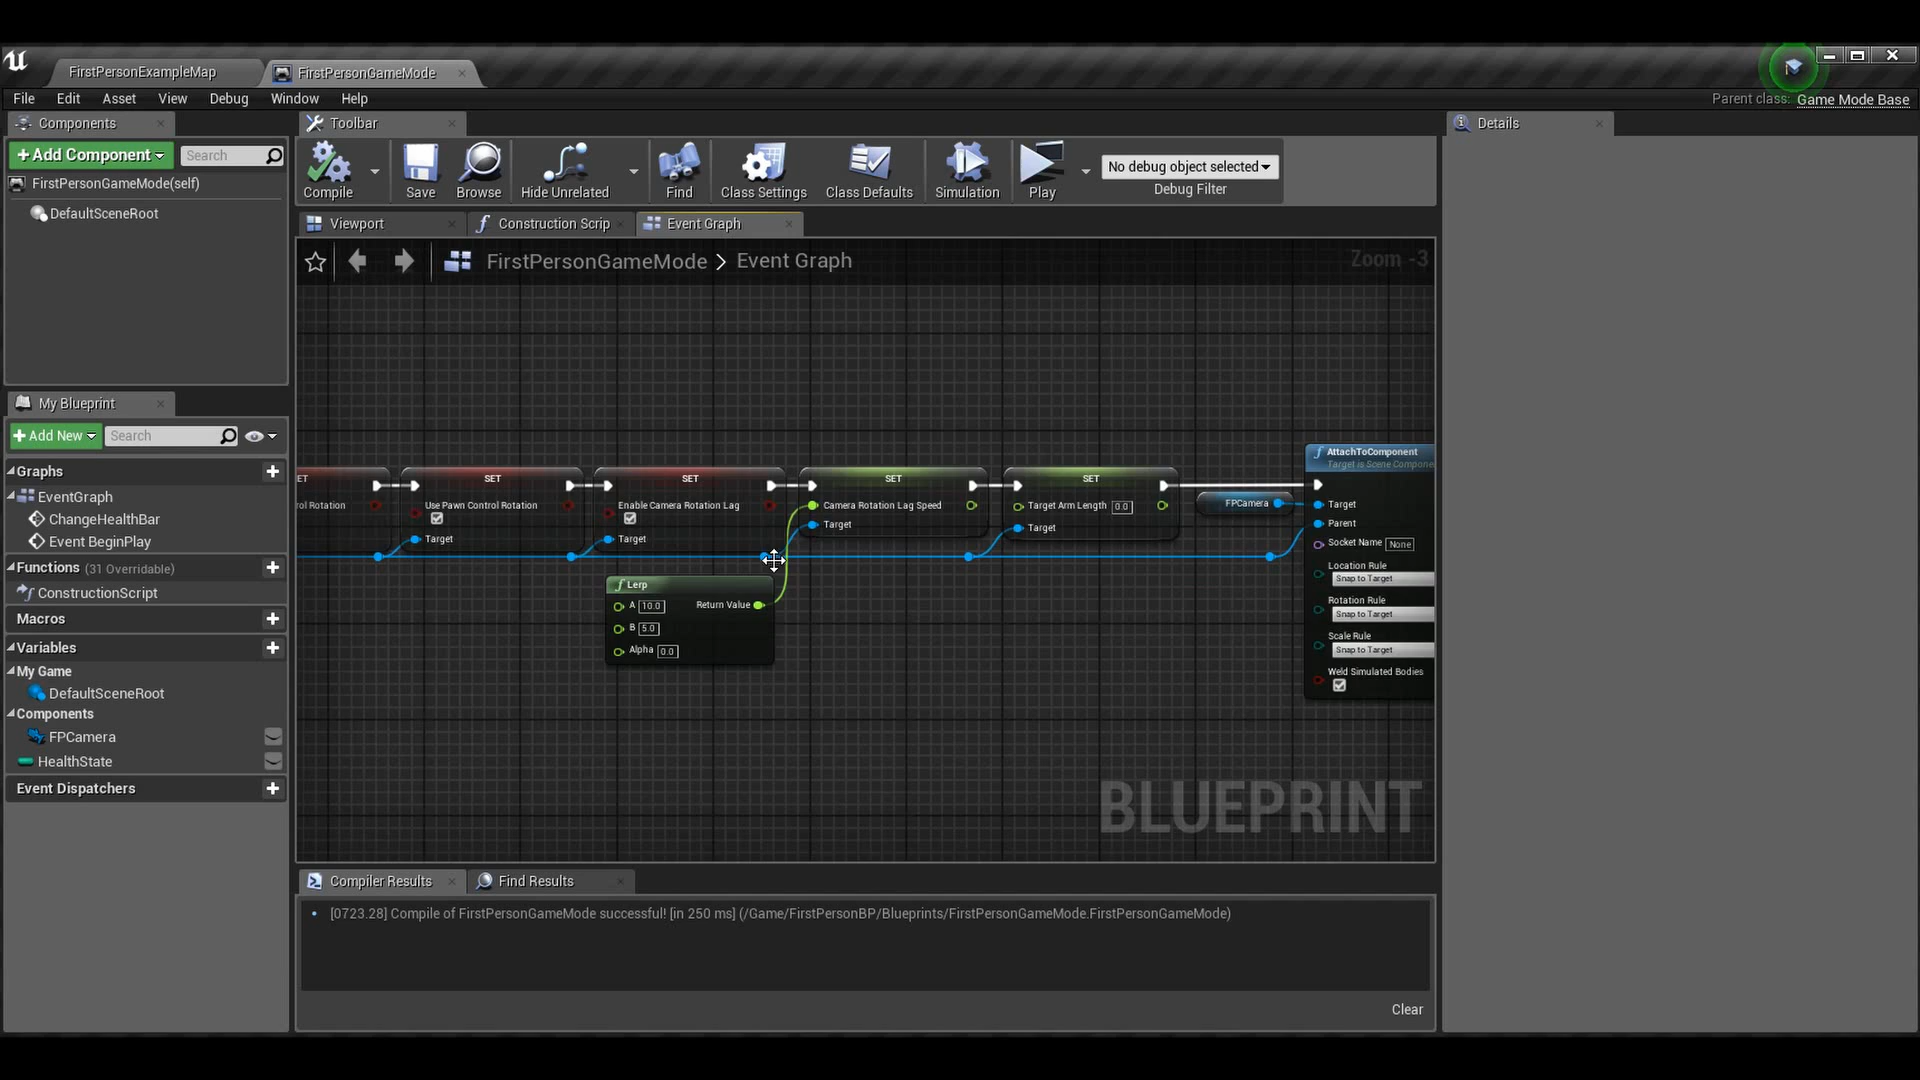 FirstPersonExampleMap
FirstPersonGameMode
File Edit Asset View Debug Window Help
Parent class: Game Mode Base
Components
Toolbar
Details
+Add Component
Search
FirstPersonGameMode(self)
DefaultSceneRoot
Compile
Save
Browse
Hide Unrelated
Find
Class Settings
Class Defaults
Simulation
Play
No debug object selected
Debug Filter
Viewport
Construction Scrip
Event Graph
FirstPersonGameMode > Event Graph
Zoom -3
My Blueprint
+Add New
Search
Graphs
EventGraph
ChangeHealthBar
Event BeginPlay
Functions (31 Overridable)
ConstructionScript
Macros
Variables
My Game
DefaultSceneRoot
Components
FPCamera
HealthState
Event Dispatchers
ET
rol Rotation
SET
Use Pawn Control Rotation
Target
SET
Enable Camera Rotation Lag
Target
SET
Camera Rotation Lag Speed
Target
SET
Target Arm Length 0.0
Target
FPCamera
f AttachToComponent
Target is Scene Compone
Target
Parent
Socket Name None
Location Rule
Snap to Target
Rotation Rule
Snap to Target
Scale Rule
Snap to Target
Weld Simulated Bodies
f Lerp
A 10.0 Return Value
B 5.0
Alpha 0.0
BLUEPRINT
Compiler Results
Find Results
[0723.28] Compile of FirstPersonGameMode successful! [in 250 ms] (/Game/FirstPersonBP/Blueprints/FirstPersonGameMode.FirstPersonGameMode)
Clear